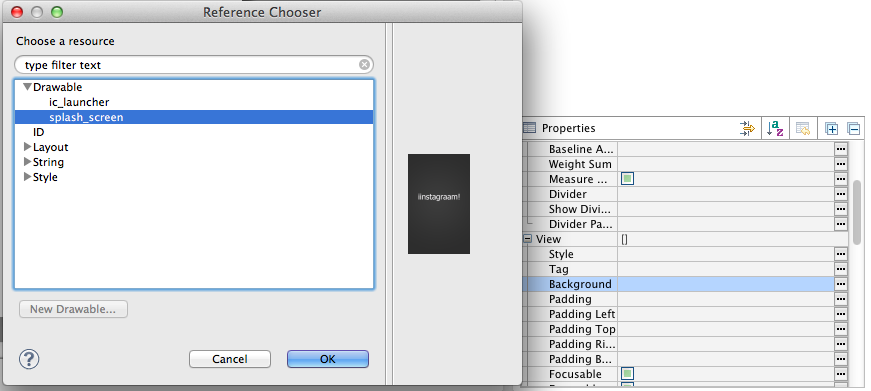 Reference Chooser
Choose a resource
type filter text
Drawable
ic_launcher
splash_screen
ID
Layout
String
Style
New Drawable...
?
Cancel
OK
iinstagraam!
Properties
Baseline A...
Weight Sum
Measure ...
Divider
Show Divi...
Divider Pa...
View []
Style
Tag
Background
Padding
Padding Left
Padding Top
Padding Ri...
Padding B...
Focusable